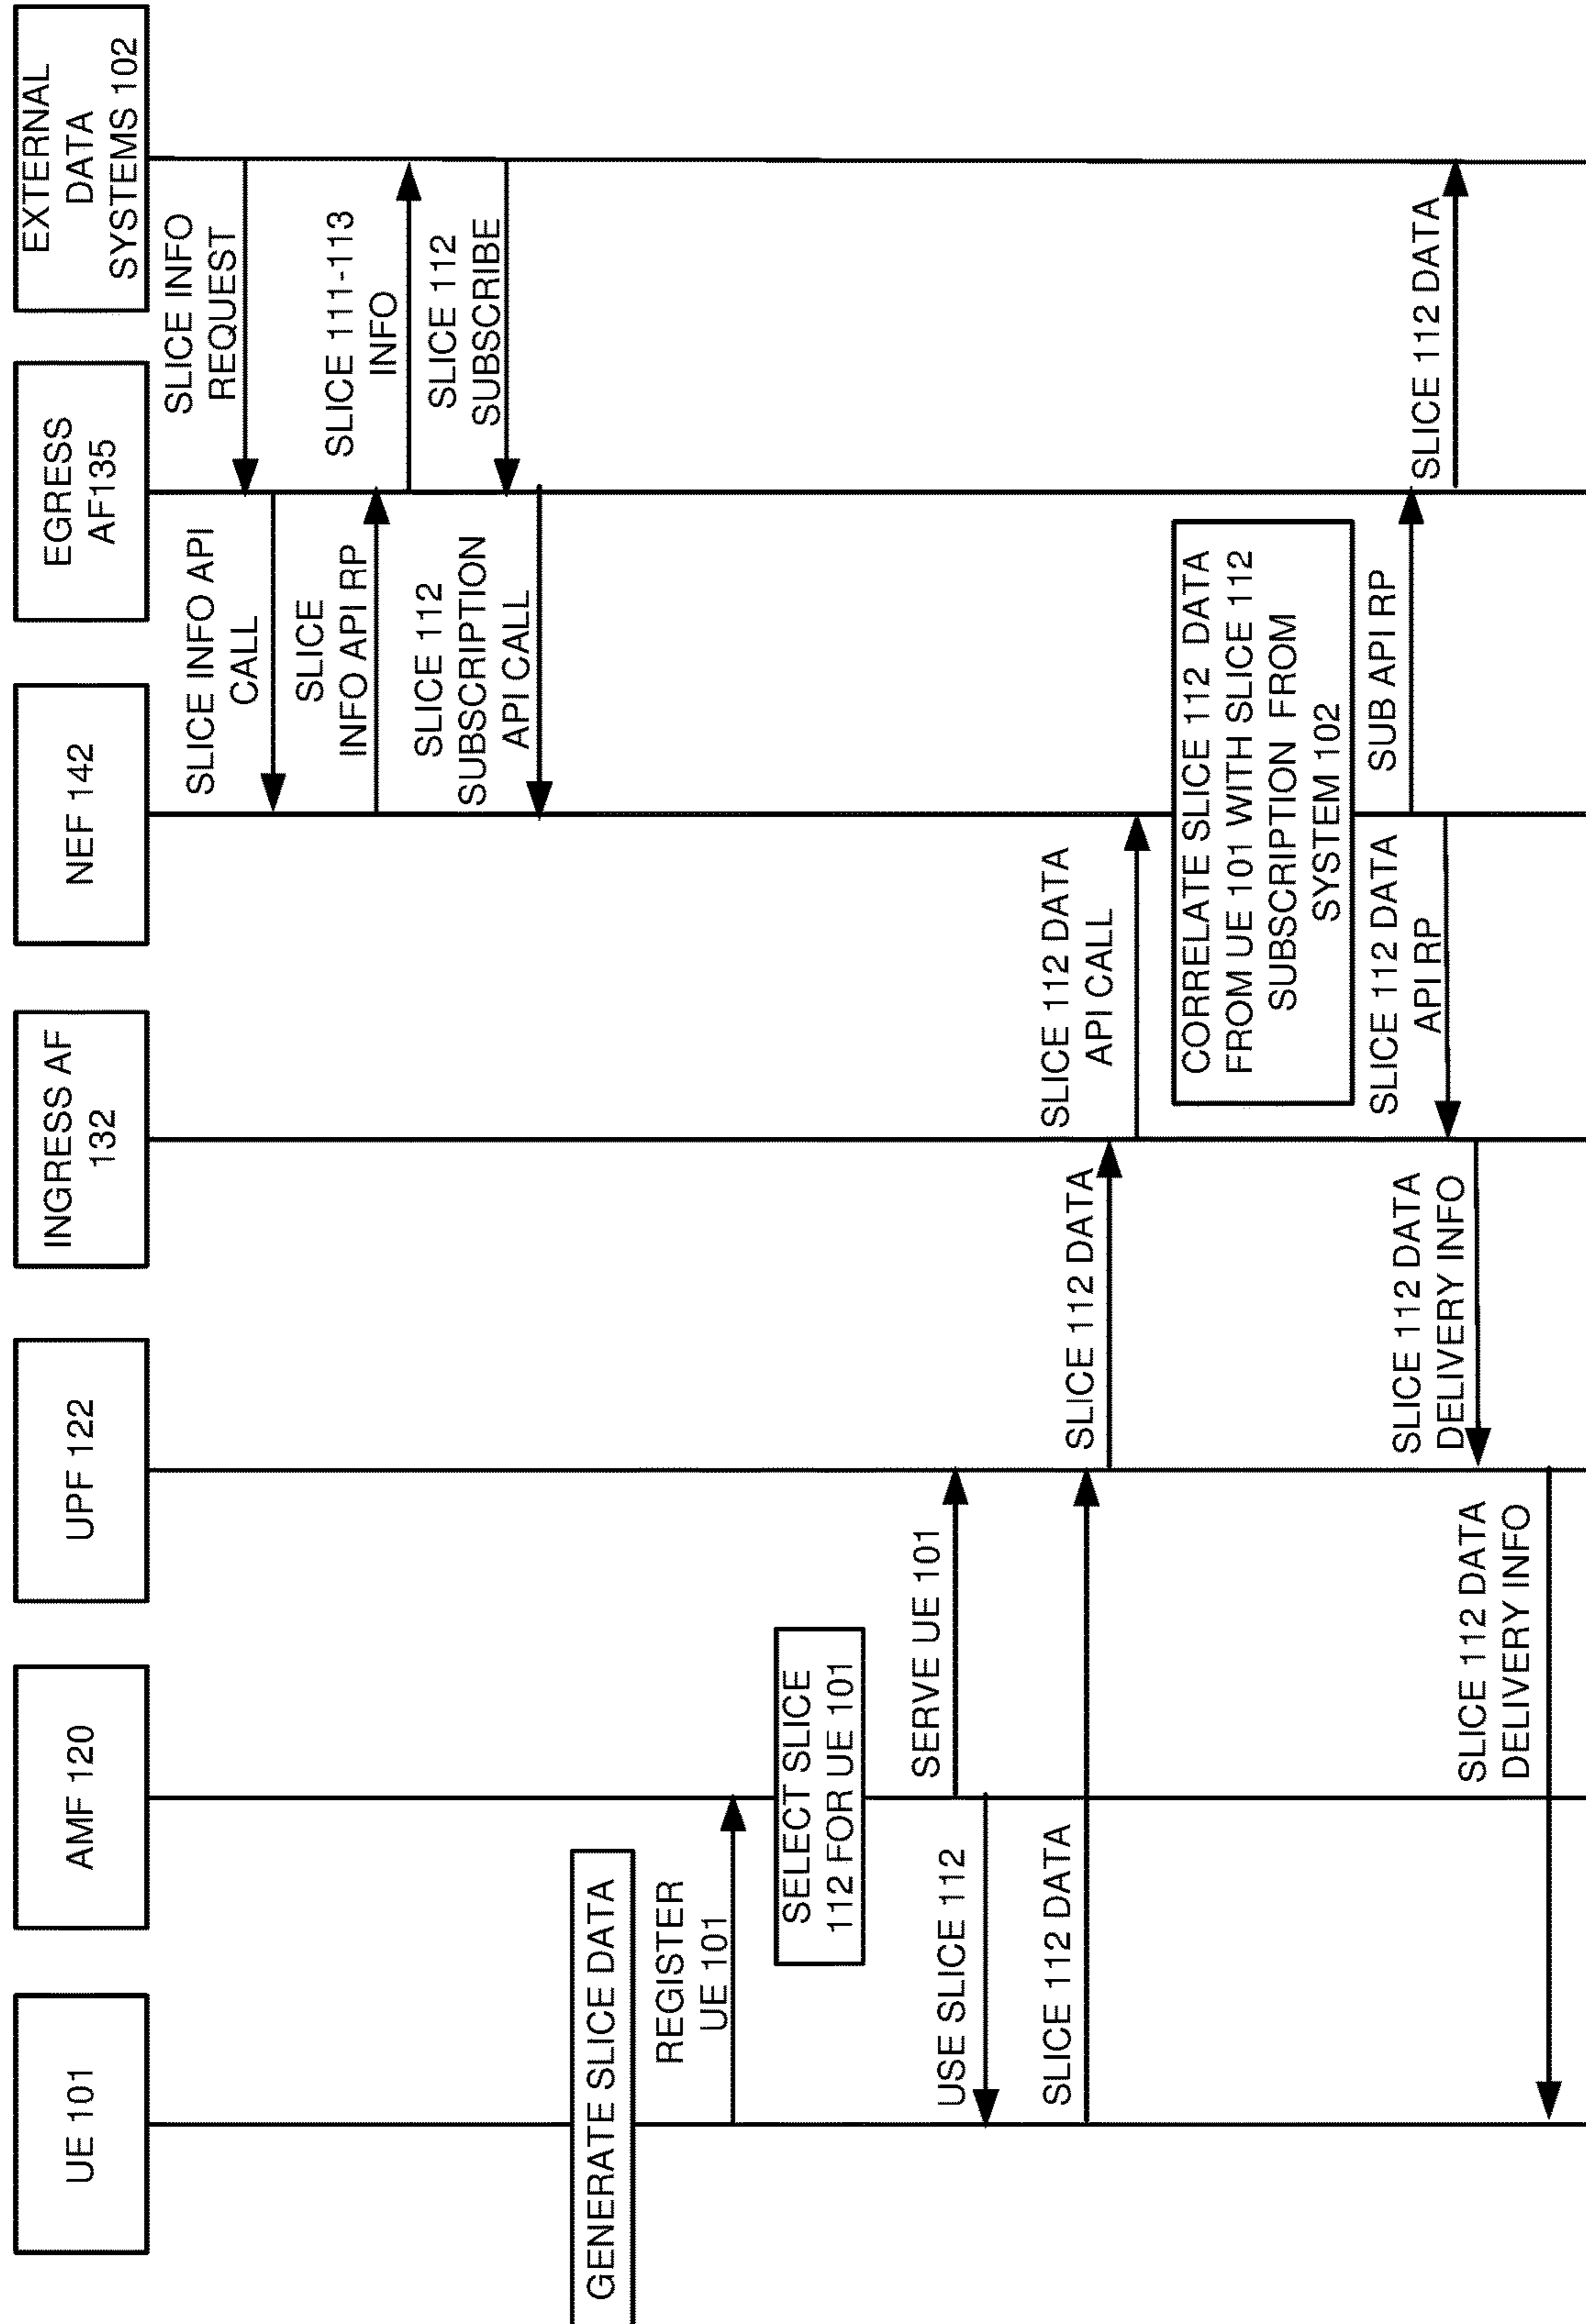 UE 101
AMF 120
UPF 122
INGRESS AF
132
NEF 142
EGRESS
AF135
EXTERNAL
DATA
SYSTEMS 102
SLICE INFO
REQUEST
SLICE INFO API
CALL
SLICE
INFO API RP
SLICE 111-113
INFO
SLICE 112
SUBSCRIBE
SLICE 112
SUBSCRIPTION
API CALL
GENERATE SLICE DATA
REGISTER
UE 101
SELECT SLICE
112 FOR UE 101
SERVE UE 101
USE SLICE 112
SLICE 112 DATA
SLICE 112 DATA
SLICE 112 DATA
API CALL
CORRELATE SLICE 112 DATA
FROM UE 101 WITH SLICE 112
SUBSCRIPTION FROM
SYSTEM 102
SUB API RP
SLICE 112 DATA
SLICE 112 DATA
API RP
SLICE 112 DATA
DELIVERY INFO
SLICE 112 DATA
DELIVERY INFO